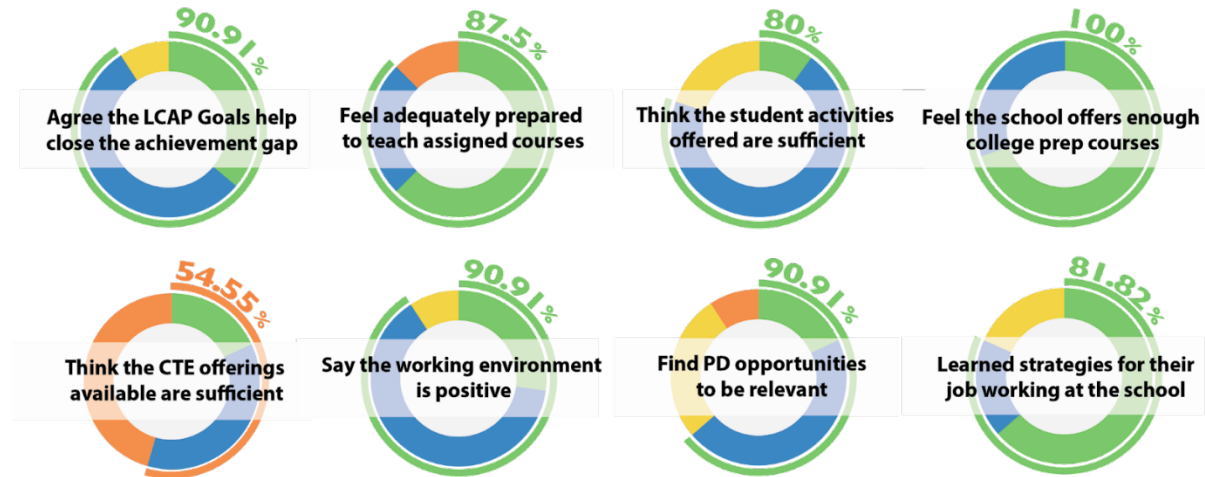 90.91%
Agree the LCAP Goals help
close the achievement gap
87.5%
Feel adequately prepared
to teach assigned courses
80%
Think the student activities
offered are sufficient
100%
Feel the school offers enough
college prep courses
54.55%
Think the CTE offerings
available are sufficient
90.91%
Say the working environment
is positive
90.91%
Find PD opportunities
to be relevant
81.82%
Learned strategies for their
job working at the school